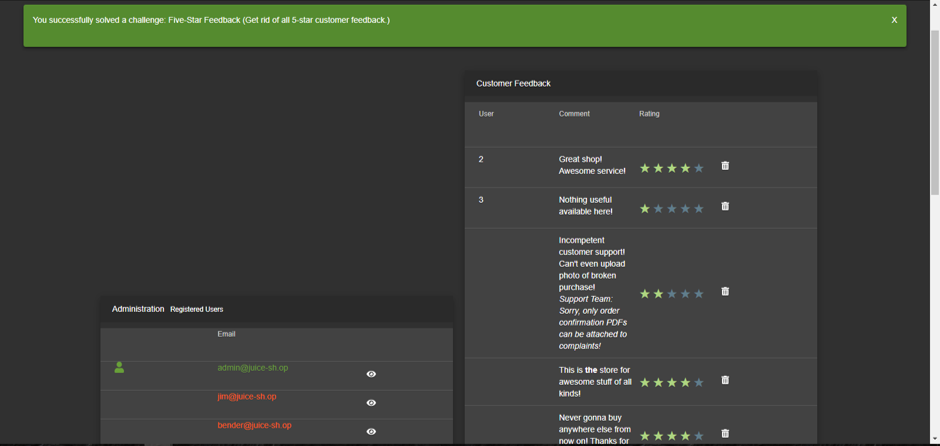 You successfully solved a challenge: Five-Star Feedback (Get rid of all 5-star customer feedback.)
X
Customer Feedback
User Comment Rating
2
Great shop!
Awesome service!
3
Nothing useful
available here!
Incompetent
customer support!
Can't even upload
photo of broken
purchase!
Support Team:
Sorry, only order
confirmation PDFs
can be attached to
complaints!
This is the store for
awesome stuff of all
kinds!
Never gonna buy
anywhere else from
now on! Thanks for
Administration Registered Users
Email
admin@juice-sh.op
jim@juice-sh.op
bender@juice-sh.op